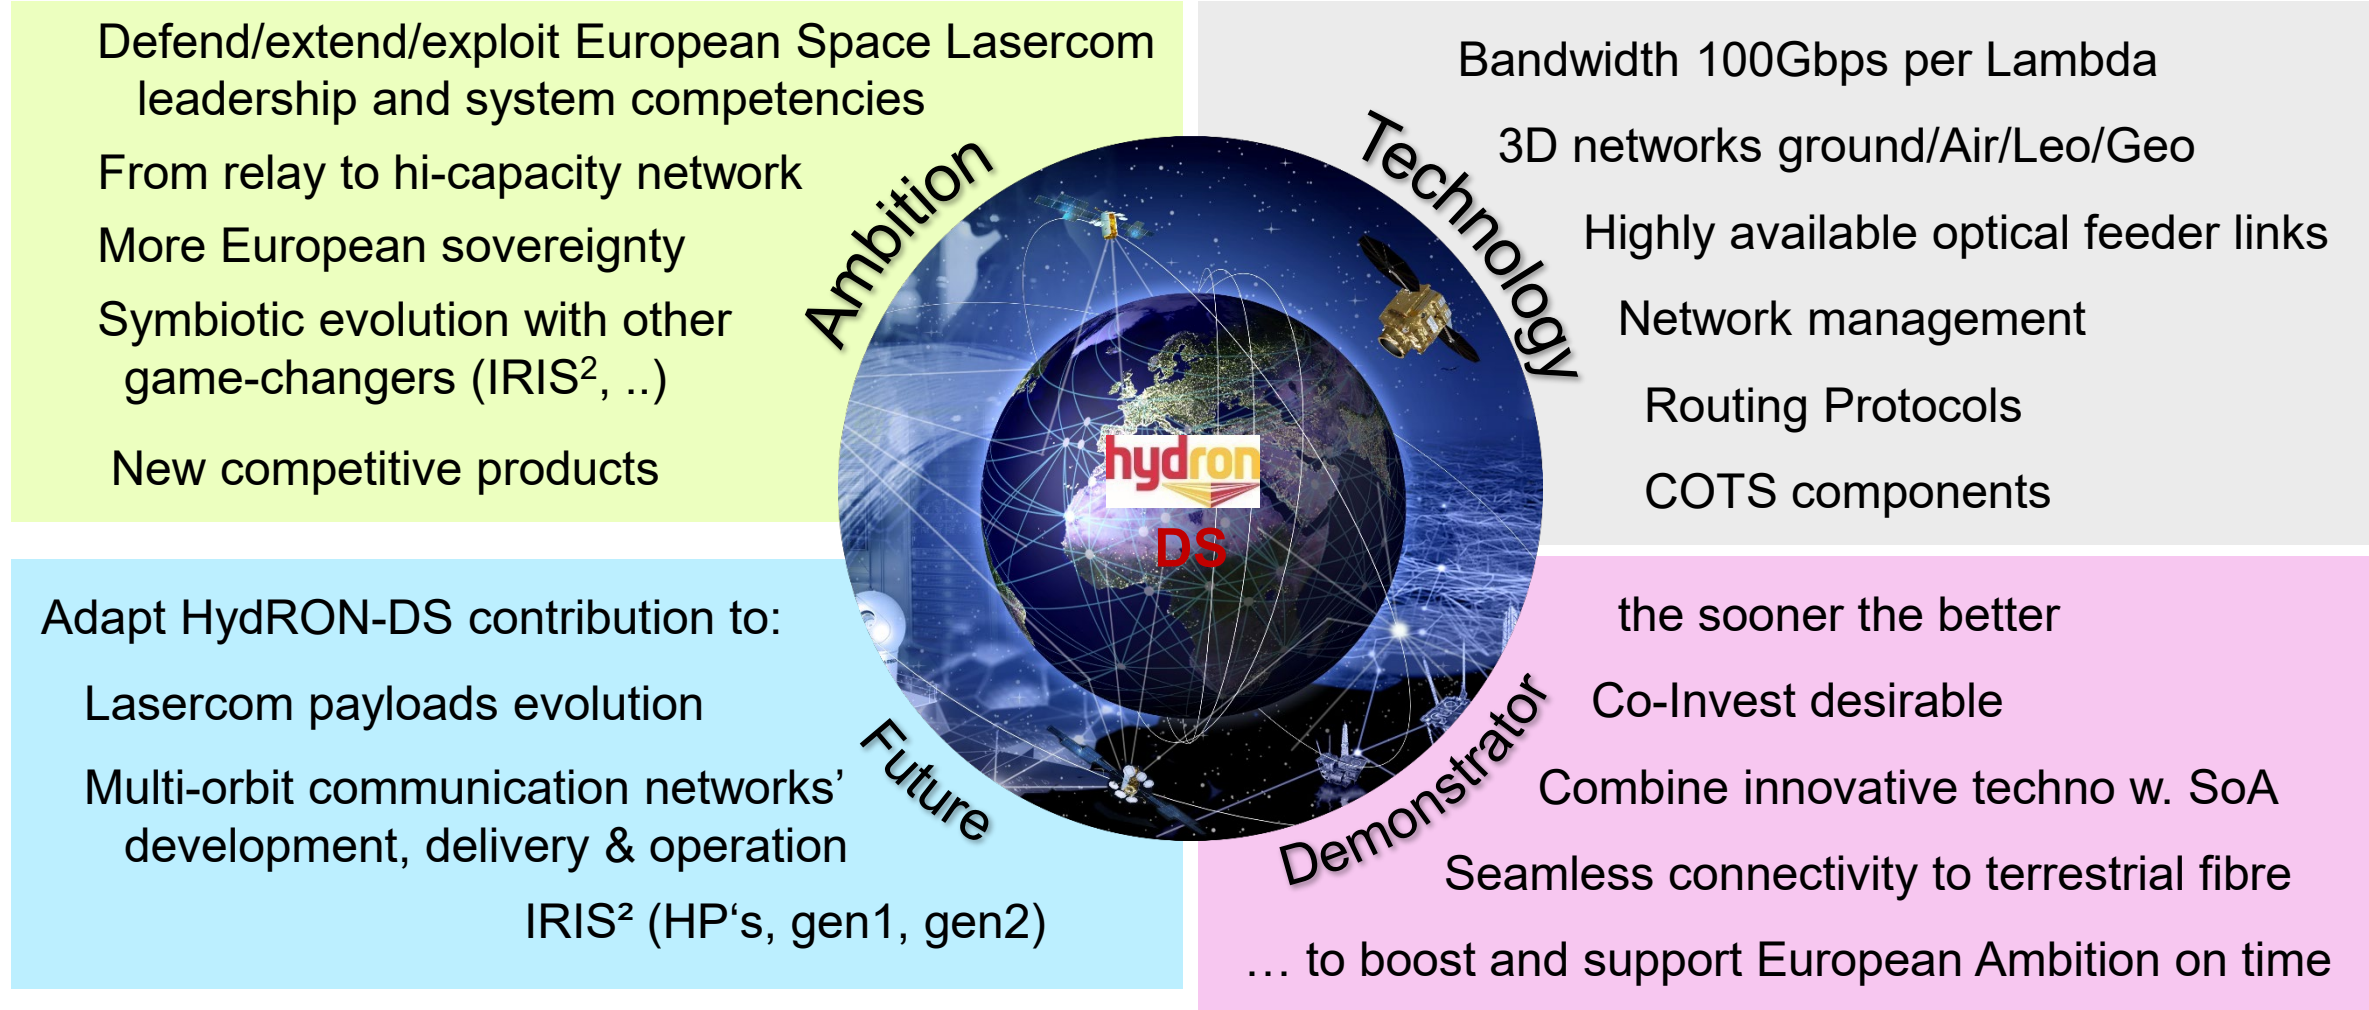 Defend/extend/exploit European Space Lasercom
leadership and system competencies
From relay to hi-capacity network
More European sovereignty
Symbiotic evolution with other
game-changers (IRIS², ..)
New competitive products
Ambition
Bandwidth 100Gbps per Lambda
3D networks ground/Air/Leo/Geo
Highly available optical feeder links
Network management
Routing Protocols
COTS components
Technology
hydron
DS
Adapt HydRON-DS contribution to:
Lasercom payloads evolution
Multi-orbit communication networks’
development, delivery & operation
IRIS² (HP‘s, gen1, gen2)
Future
the sooner the better
Co-Invest desirable
Combine innovative techno w. SoA
Seamless connectivity to terrestrial fibre
… to boost and support European Ambition on time
Demonstrator